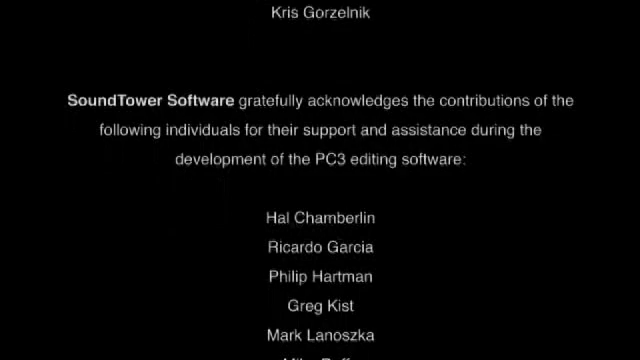 Kris Gorzelnik
SoundTower Software gratefully acknowledges the contributions of the
following individuals for their support and assistance during the
development of the PC3 editing software:
Hal Chamberlin
Ricardo Garcia
Philip Hartman
Greg Kist
Mark Lanoszka